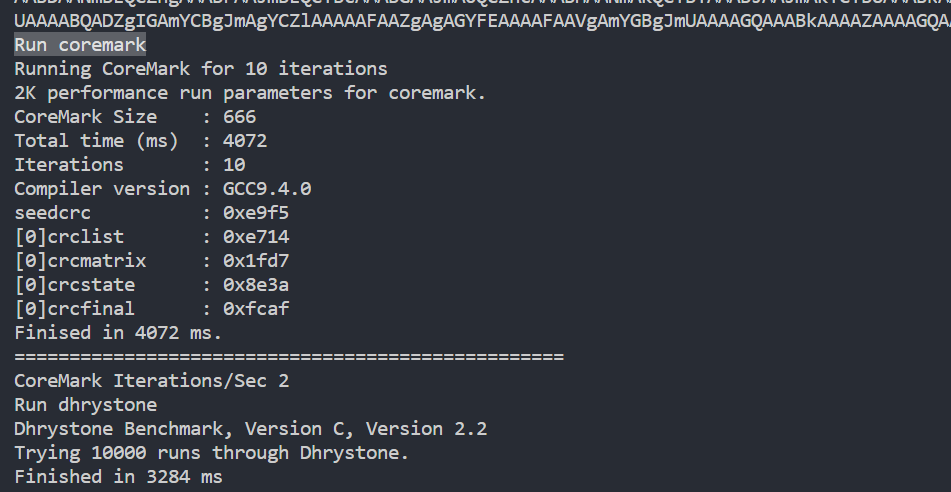 Run coremark
Running CoreMark for 10 iterations
2K performance run parameters for coremark.
CoreMark Size    : 666
Total time (ms)  : 4072
Iterations       : 10
Compiler version : GCC9.4.0
seedcrc          : 0xe9f5
[0]crclist       : 0xe714
[0]crcmatrix     : 0x1fd7
[0]crcstate      : 0x8e3a
[0]crcfinal      : 0xfcaf
Finised in 4072 ms.
==================================================
CoreMark Iterations/Sec 2
Run dhrystone
Dhrystone Benchmark, Version C, Version 2.2
Trying 10000 runs through Dhrystone.
Finished in 3284 ms